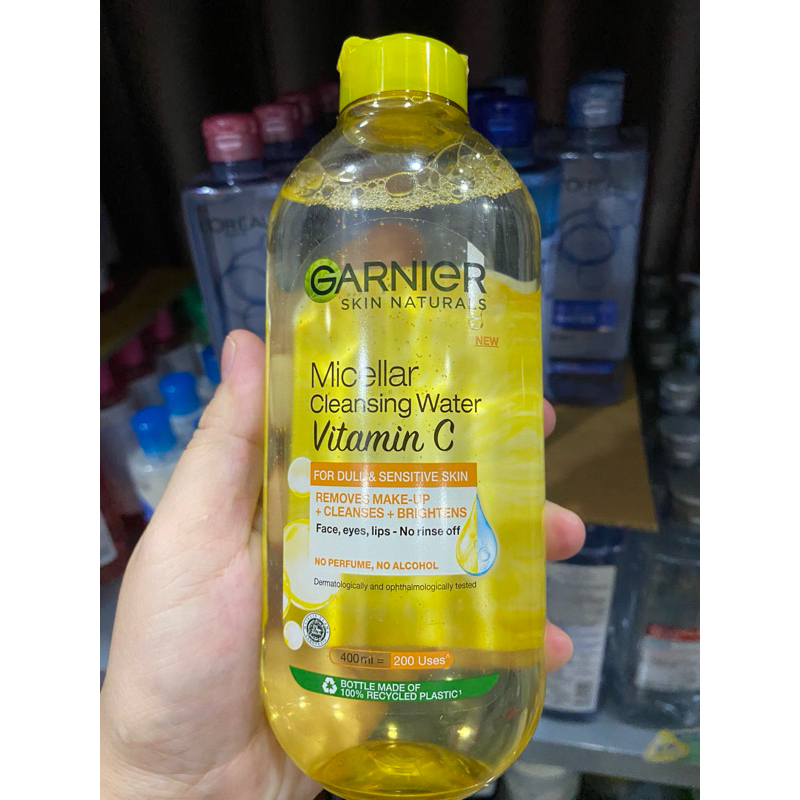 GARNIER
SKIN NATURALS
NEW
Micellar
Cleansing Water
Vitamin C
FOR DULL & SENSITIVE SKIN
REMOVES MAKE-UP
+ CLEANSES + BRIGHTENS
Face, eyes, lips - No rinse off
NO PERFUME, NO ALCOHOL
Dermatologically and ophthalmologically tested
400 ml = 200 Uses^
BOTTLE MADE OF
100% RECYCLED PLASTIC¹